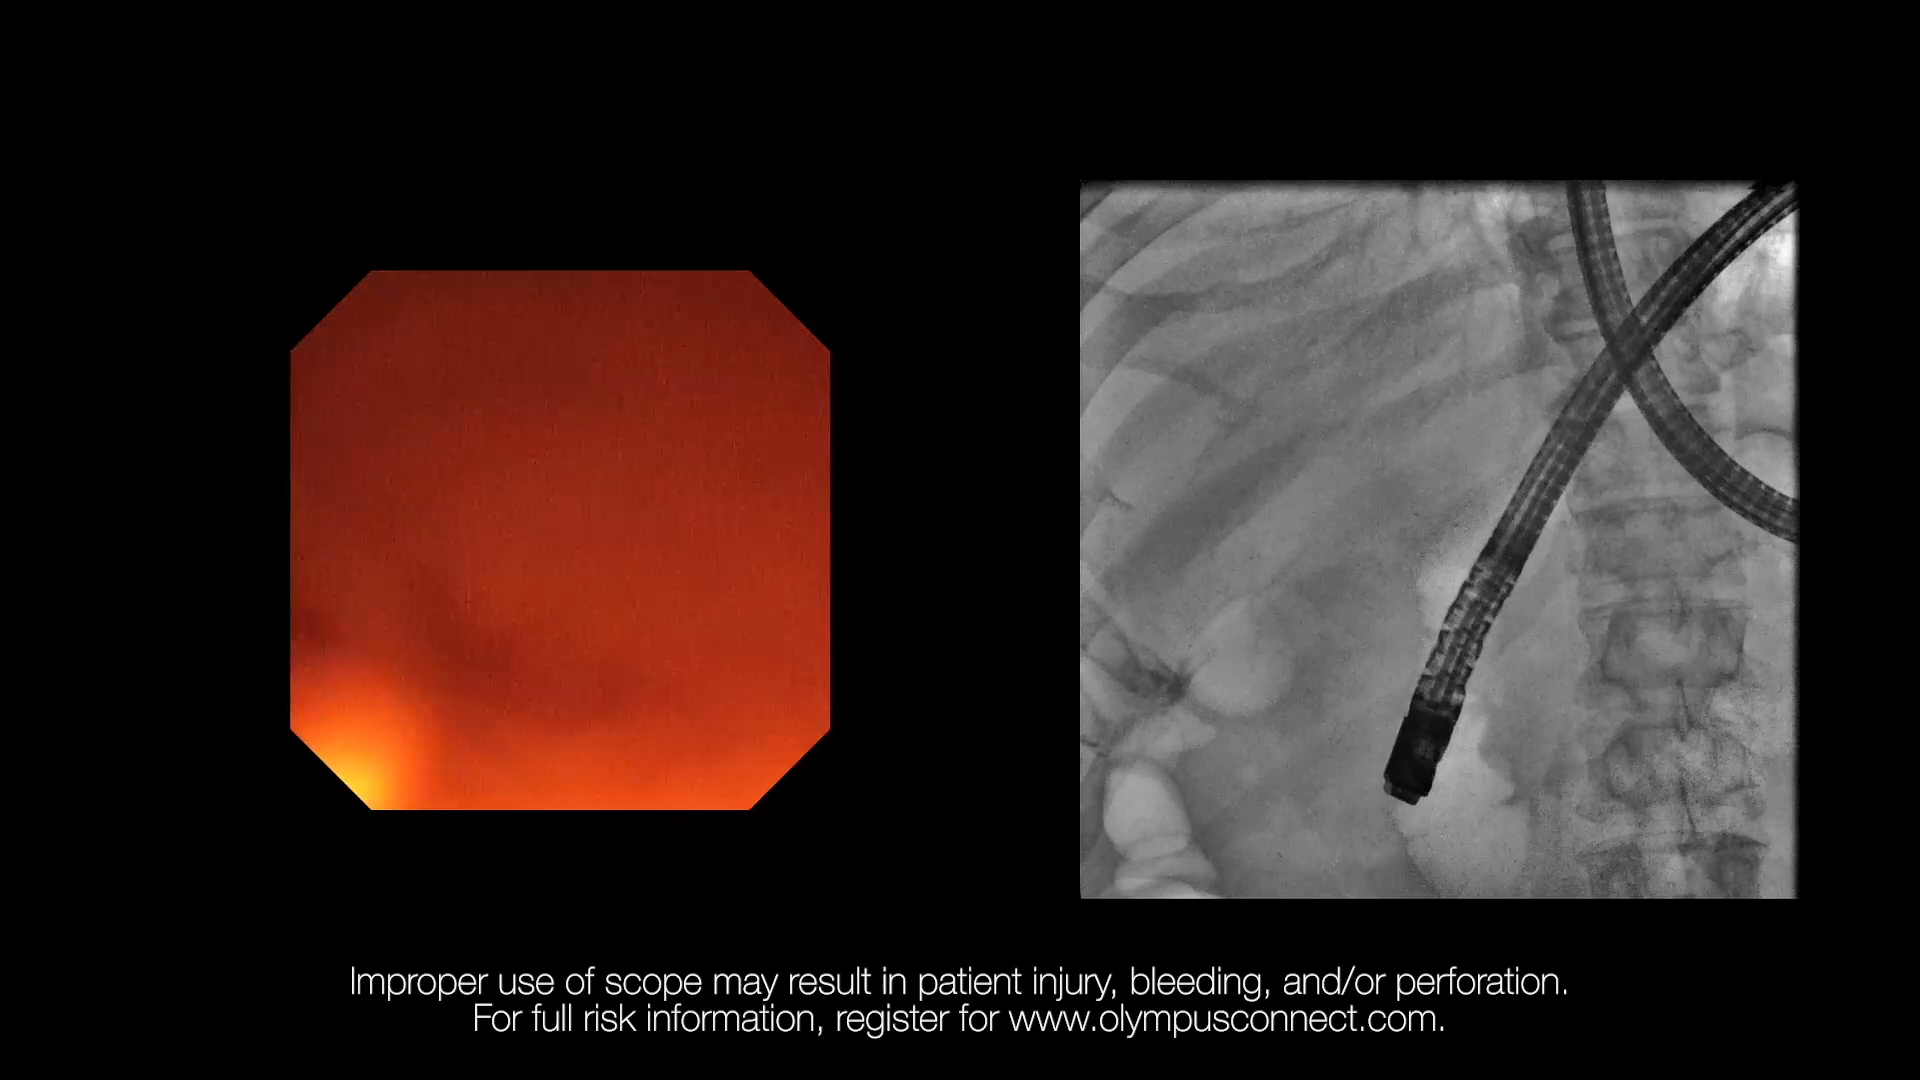 Improper use of scope may result in patient injury, bleeding, and/or perforation.
For full risk information, register for www.olympusconnect.com.